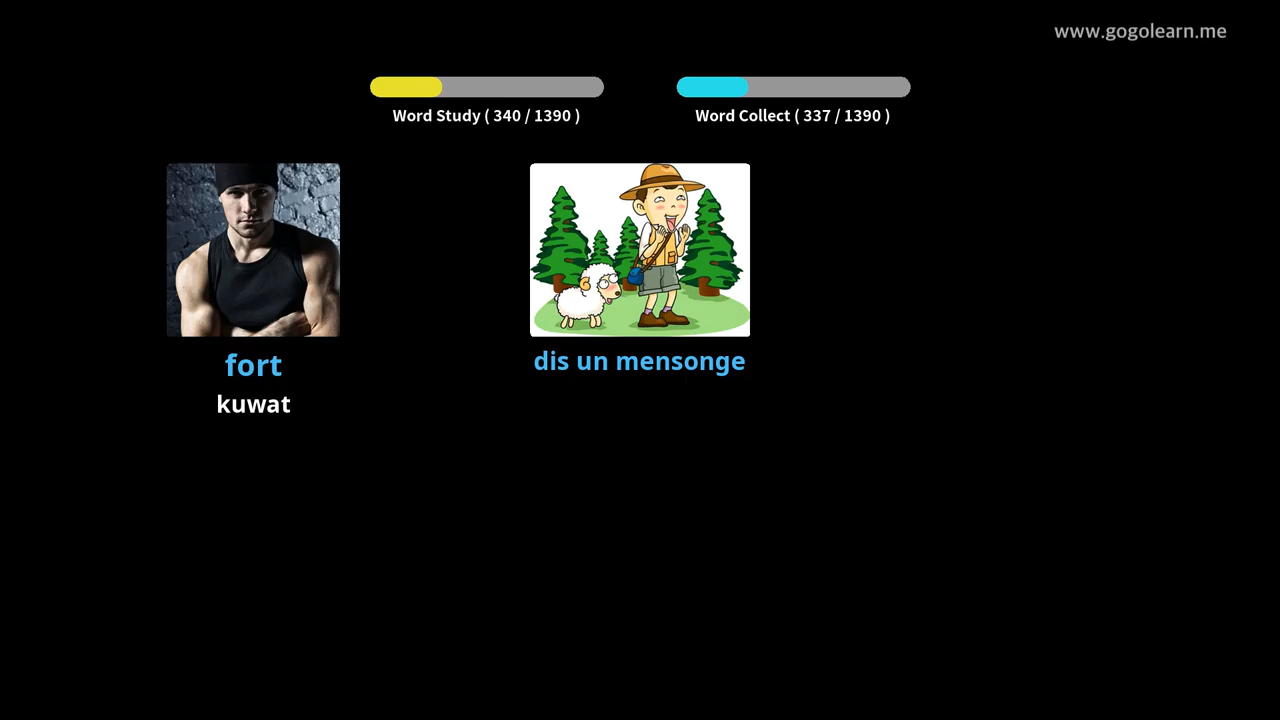 www.gogolearn.me
Word Study ( 340 / 1390 )
Word Collect ( 337 / 1390 )
fort
kuwat
dis un mensonge